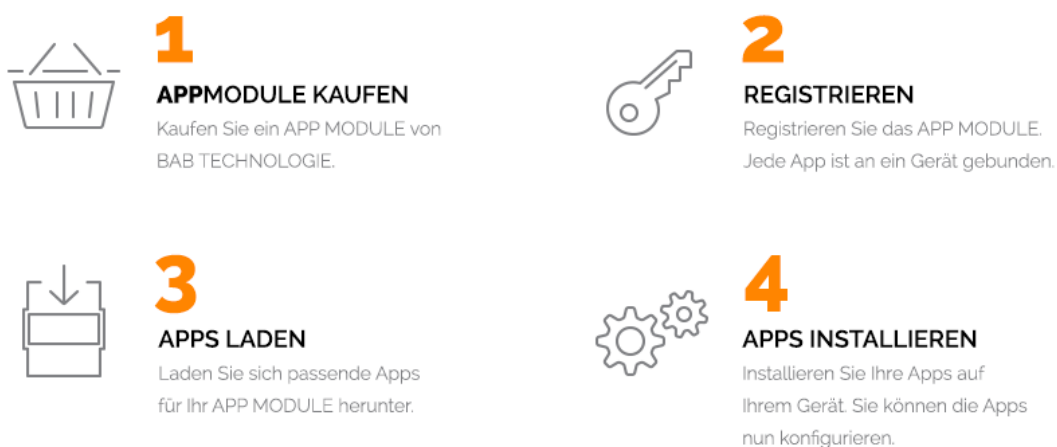 1
APPMODULE KAUFEN
Kaufen Sie ein APP MODULE von
BAB TECHNOLOGIE.
2
REGISTRIEREN
Registrieren Sie das APP MODULE.
Jede App ist an ein Gerät gebunden.
3
APPS LADEN
Laden Sie sich passende Apps
für Ihr APP MODULE herunter.
4
APPS INSTALLIEREN
Installieren Sie Ihre Apps auf
Ihrem Gerät. Sie können die Apps
nun konfigurieren.